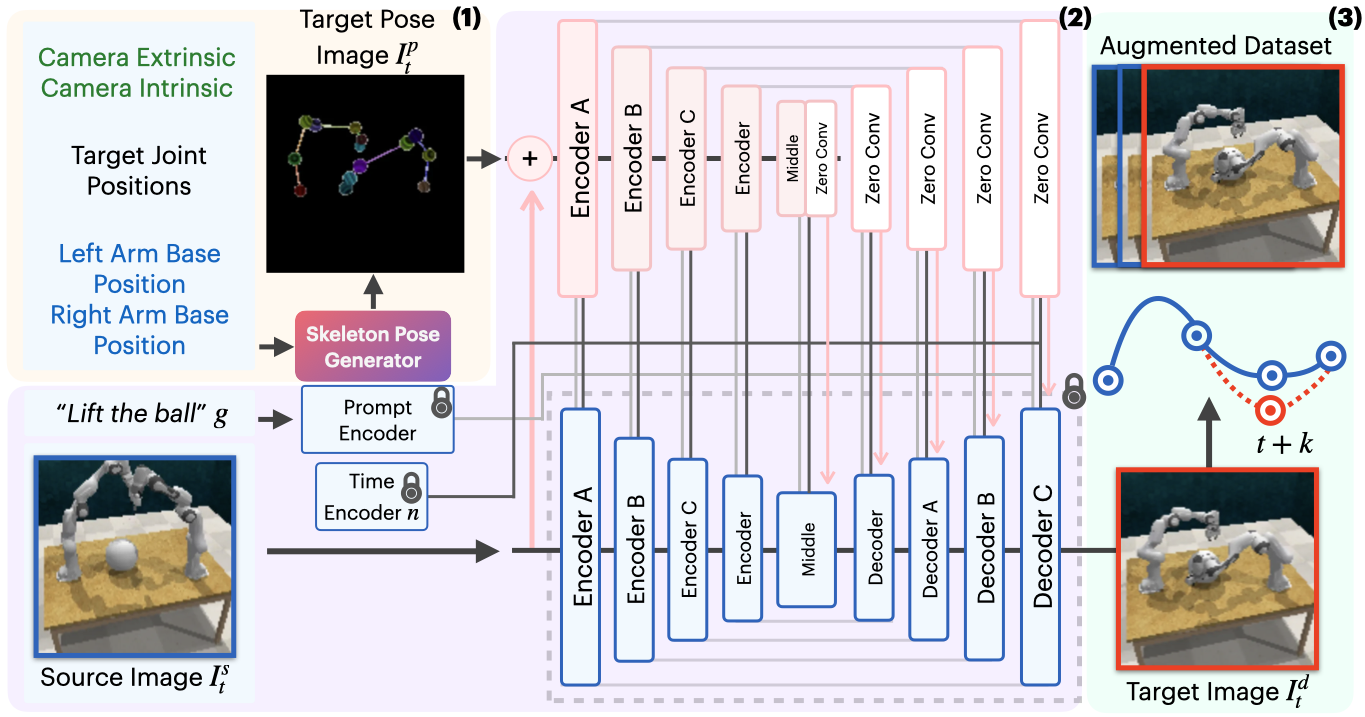 Camera Extrinsic
Camera Intrinsic
Target Joint
Positions
Left Arm Base
Position
Right Arm Base
Position
Target Pose
Image I_t^p
(1)
Skeleton Pose
Generator
“Lift the ball” g
Prompt
Encoder
Time
Encoder n
Source Image I_t^s
(2)
+
Encoder A
Encoder B
Encoder C
Encoder
Middle
Zero Conv
Zero Conv
Zero Conv
Zero Conv
Zero Conv
Encoder A
Encoder B
Encoder C
Encoder
Middle
Decoder
Decoder A
Decoder B
Decoder C
(3)
Augmented Dataset
t + k
Target Image I_t^d